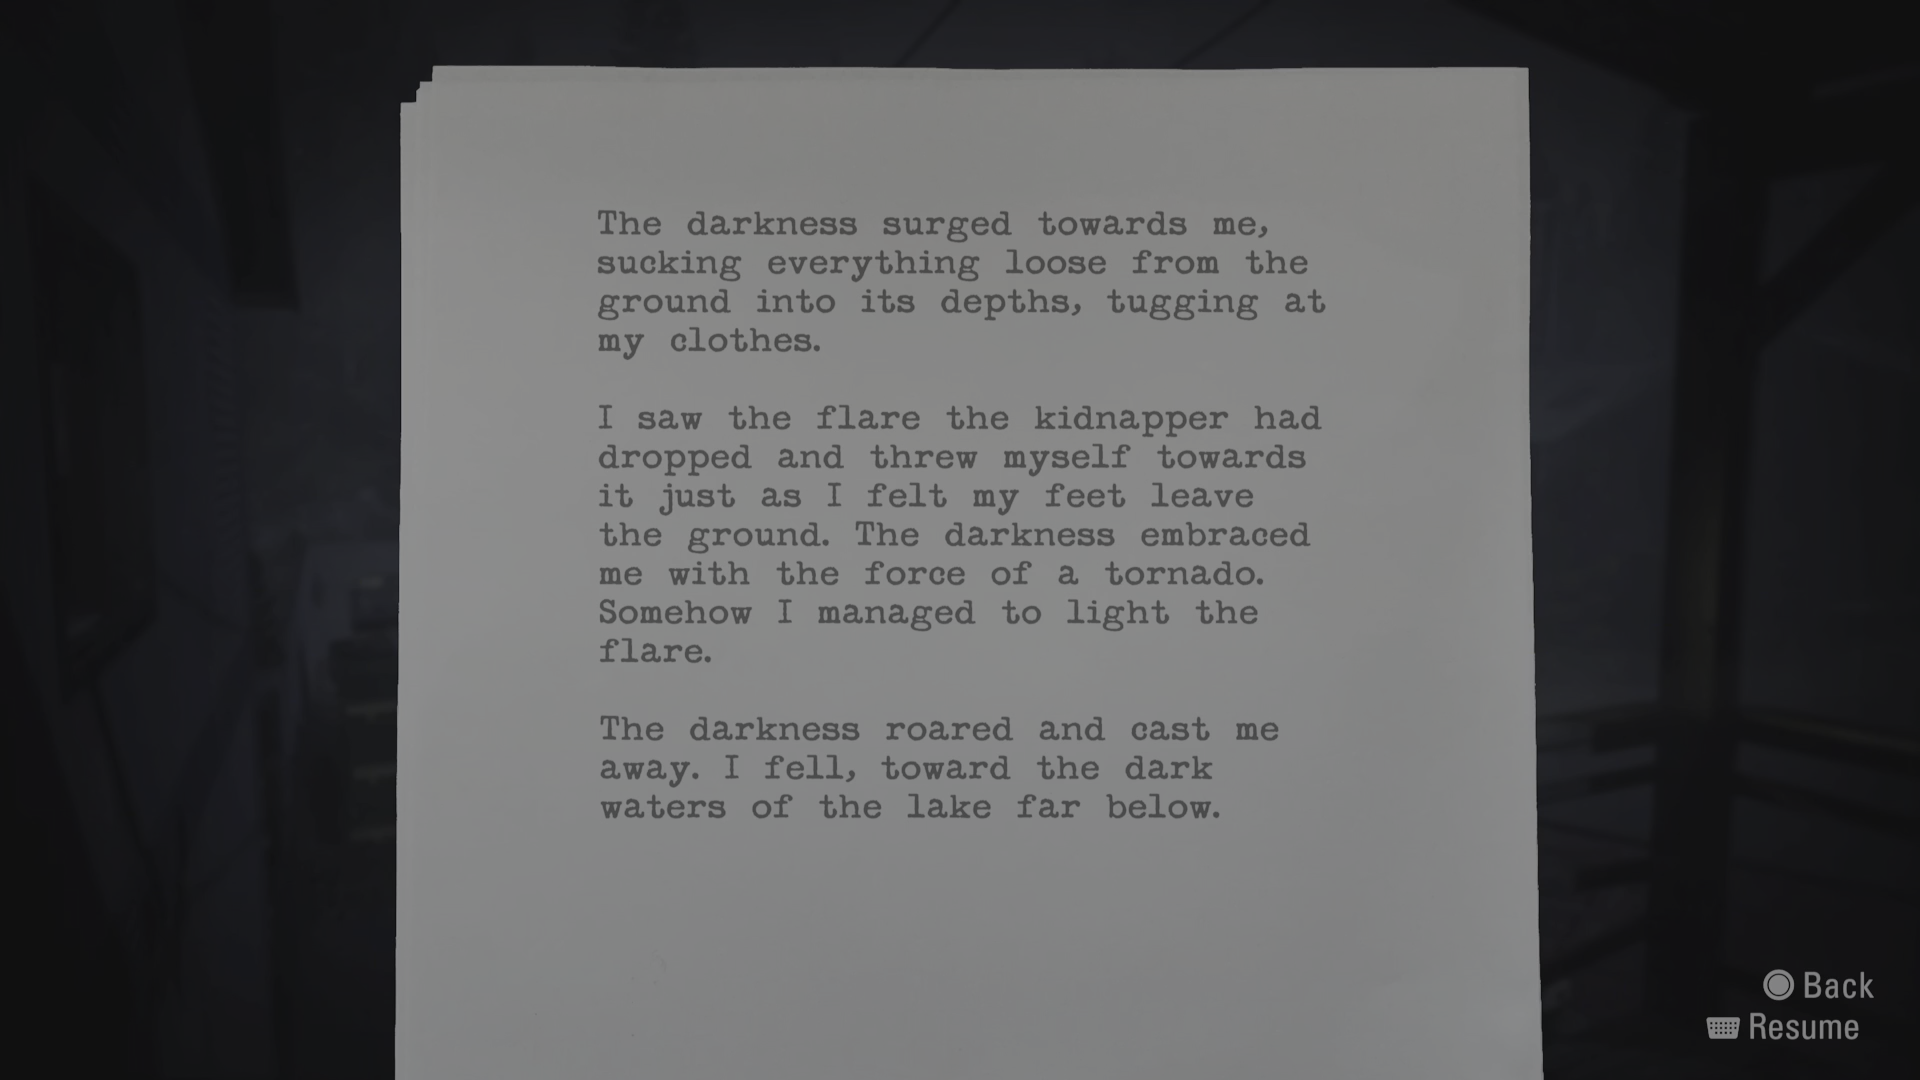 The darkness surged towards me,
sucking everything loose from the
ground into its depths, tugging at
my clothes.
I saw the flare the kidnapper had
dropped and threw myself towards
it just as I felt my feet leave
the ground. The darkness embraced
me with the force of a tornado.
Somehow I managed to light the
flare.
The darkness roared and cast me
away. I fell, toward the dark
waters of the lake far below.
Back
Resume